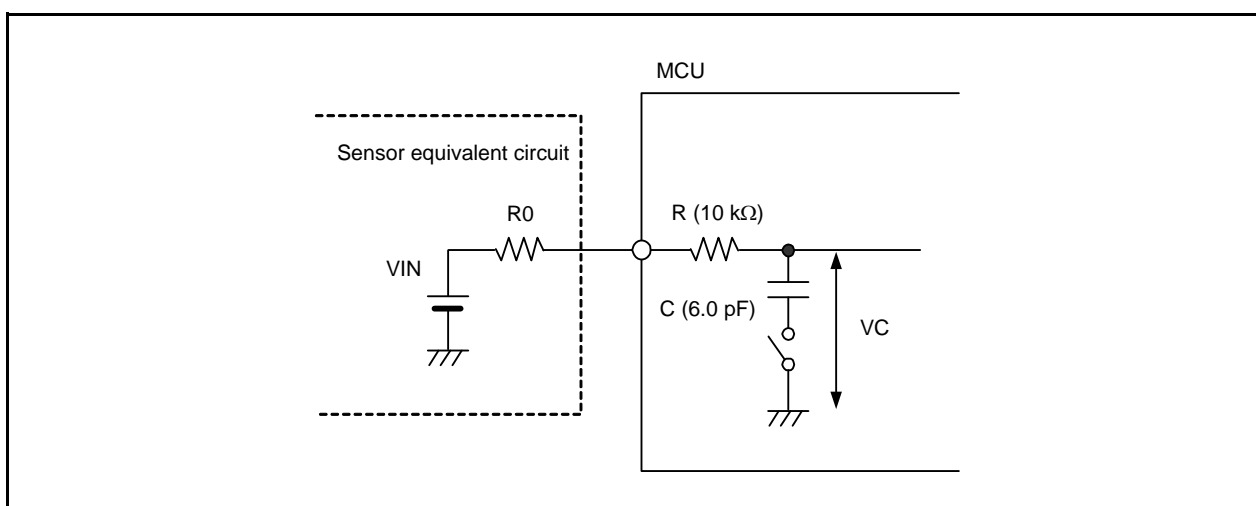 MCU
Sensor equivalent circuit
R0
R (10 kΩ)
VIN
C (6.0 pF)
VC